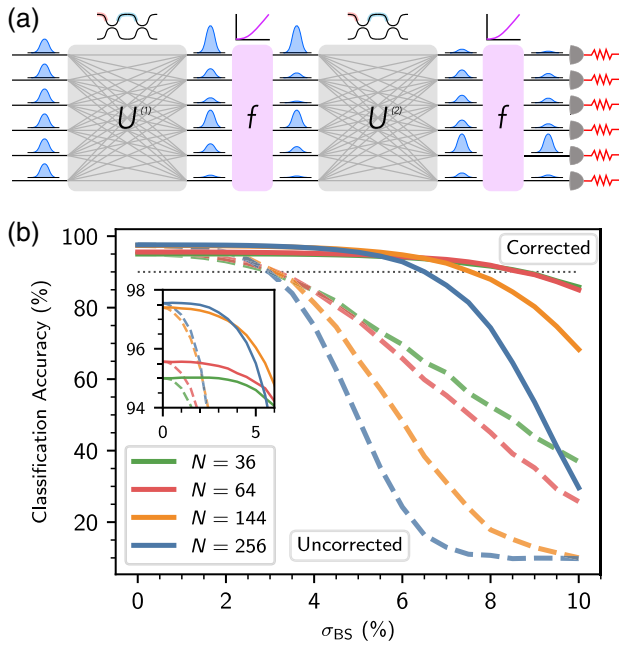 (a)
U⁽¹⁾
f
U⁽²⁾
f
(b)
100
80
60
40
20
Classification Accuracy (%)
Corrected
98
96
94
0
5
N = 36
N = 64
N = 144
N = 256
Uncorrected
0
2
4
6
8
10
σ_BS (%)